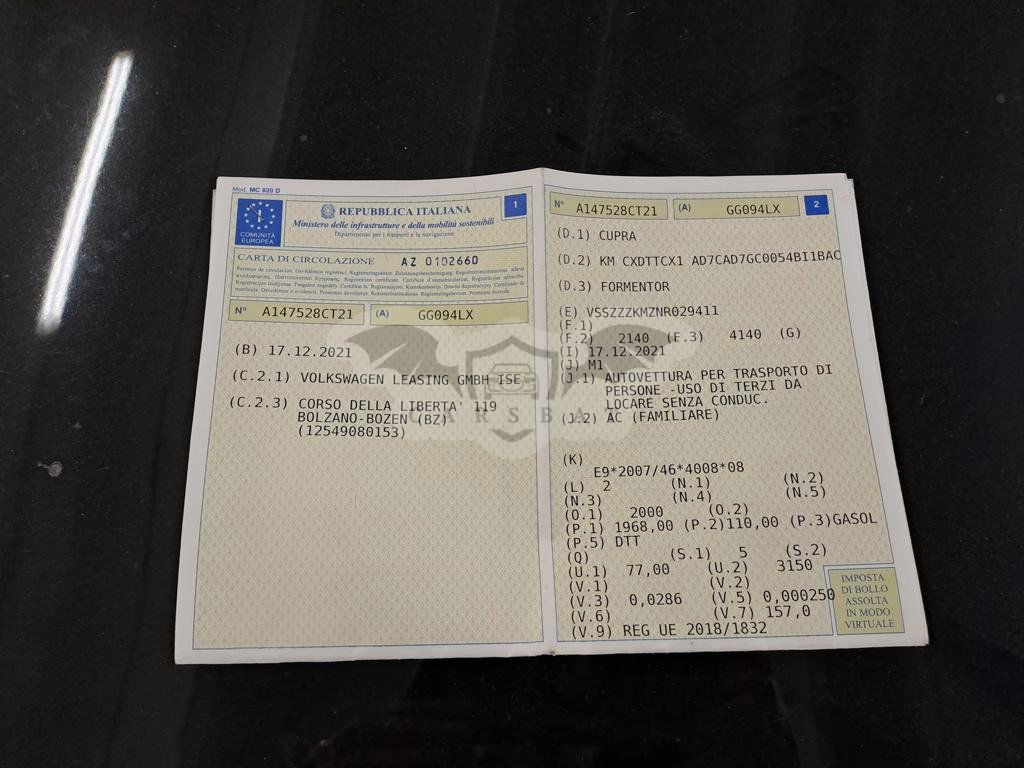 Mod. MC 820 D
1
COMUNITÀ
EUROPEA
REPUBBLICA ITALIANA
Ministero delle infrastrutture e della mobilità sostenibili
Dipartimento per i trasporti e la navigazione
CARTA DI CIRCOLAZIONE AZ 0102660
N° A147528CT21 (A) GG094LX
(B) 17.12.2021
(C.2.1) VOLKSWAGEN LEASING GMBH ISE
(C.2.3) CORSO DELLA LIBERTA' 119
BOLZANO-BOZEN (BZ)
(12549080153)
N° A147528CT21 (A) GG094LX 2
(D.1) CUPRA
(D.2) KM CXDTTCX1 AD7CAD7GC0054BI1BAC
(D.3) FORMENTOR
(E) VSSZZZKMZNR029411
(F.1)
(F.2) 2140 (F.3) 4140 (G)
(I) 17.12.2021
(J) M1
(J.1) AUTOVETTURA PER TRASPORTO DI
PERSONE -USO DI TERZI DA
LOCARE SENZA CONDUC.
(J.2) AC (FAMILIARE)
CARSBA
(K)
E9*2007/46*4008*08
(L) 2 (N.1) (N.2)
(N.3) (N.4) (N.5)
(O.1) 2000 (O.2)
(P.1) 1968,00 (P.2)110,00 (P.3)GASOL
(P.5) DTT
(Q) (S.1) 5 (S.2)
(U.1) 77,00 (U.2) 3150
(V.1) (V.2)
(V.3) 0,0286 (V.5) 0,000250
(V.6) (V.7) 157,0
(V.9) REG UE 2018/1832
IMPOSTA
DI BOLLO
ASSOLTA
IN MODO
VIRTUALE